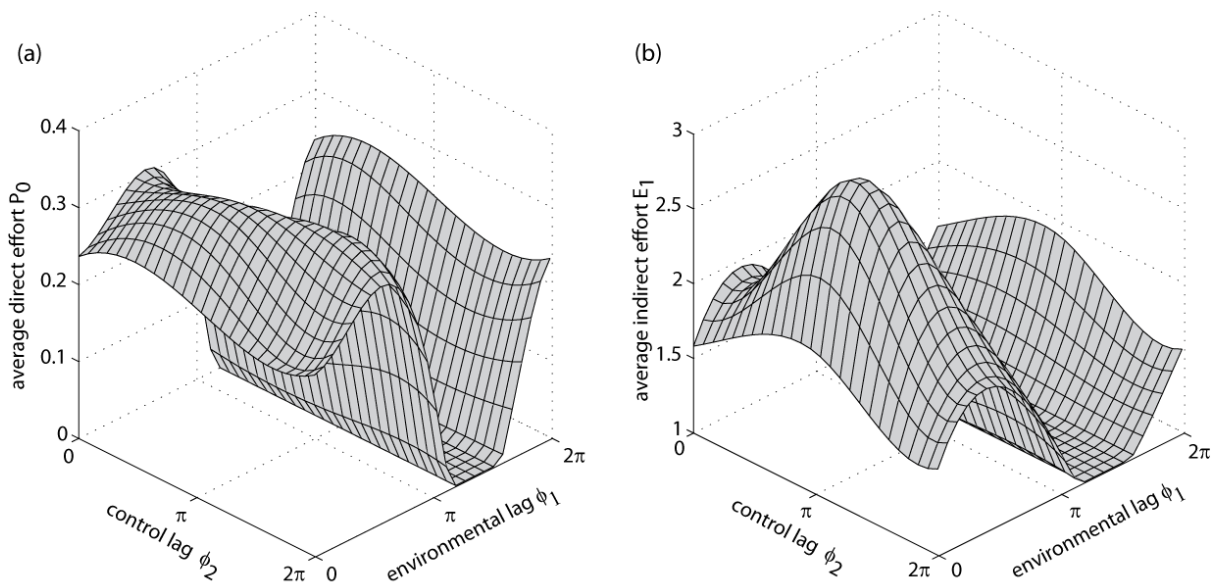 (a)
average direct effort P0
0.4
0.3
0.2
0.1
0
0
π
2π
control lag ϕ2
0
π
2π
environmental lag ϕ1
(b)
average indirect effort E1
3
2.5
2
1.5
1
0
π
2π
control lag ϕ2
0
π
2π
environmental lag ϕ1